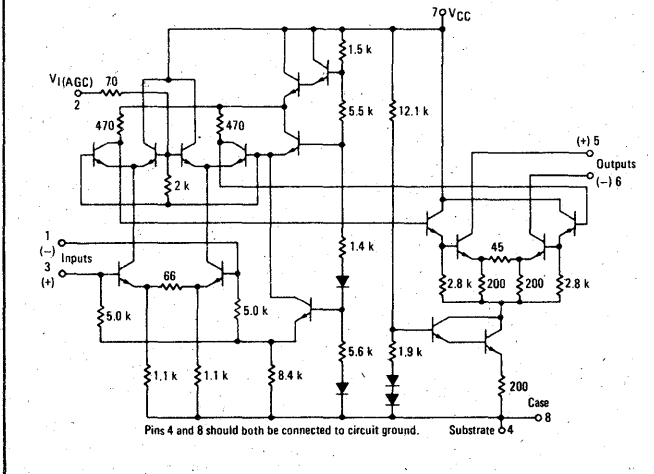 7 VCC
1.5 k
VI(AGC) 70
2
5.5 k
12.1 k
470
470
(+) 5
Outputs
(−) 6
2 k
1
(−)
Inputs
3
(+)
66
1.4 k
45
2.8 k
200
200
2.8 k
5.0 k
5.0 k
5.6 k
1.9 k
1.1 k
1.1 k
8.4 k
200
Case
8
Pins 4 and 8 should both be connected to circuit ground.
Substrate 4